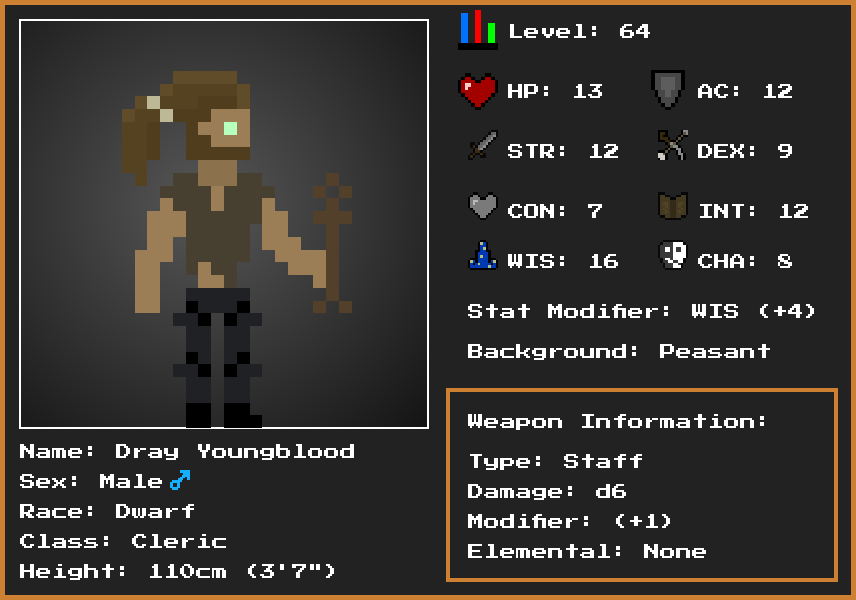 Level: 64
HP: 13
AC: 12
STR: 12
DEX: 9
CON: 7
INT: 12
WIS: 16
CHA: 8
Stat Modifier: WIS (+4)
Background: Peasant
Weapon Information:
Type: Staff
Damage: d6
Modifier: (+1)
Elemental: None
Name: Dray Youngblood
Sex: Male ♂
Race: Dwarf
Class: Cleric
Height: 110cm (3'7")